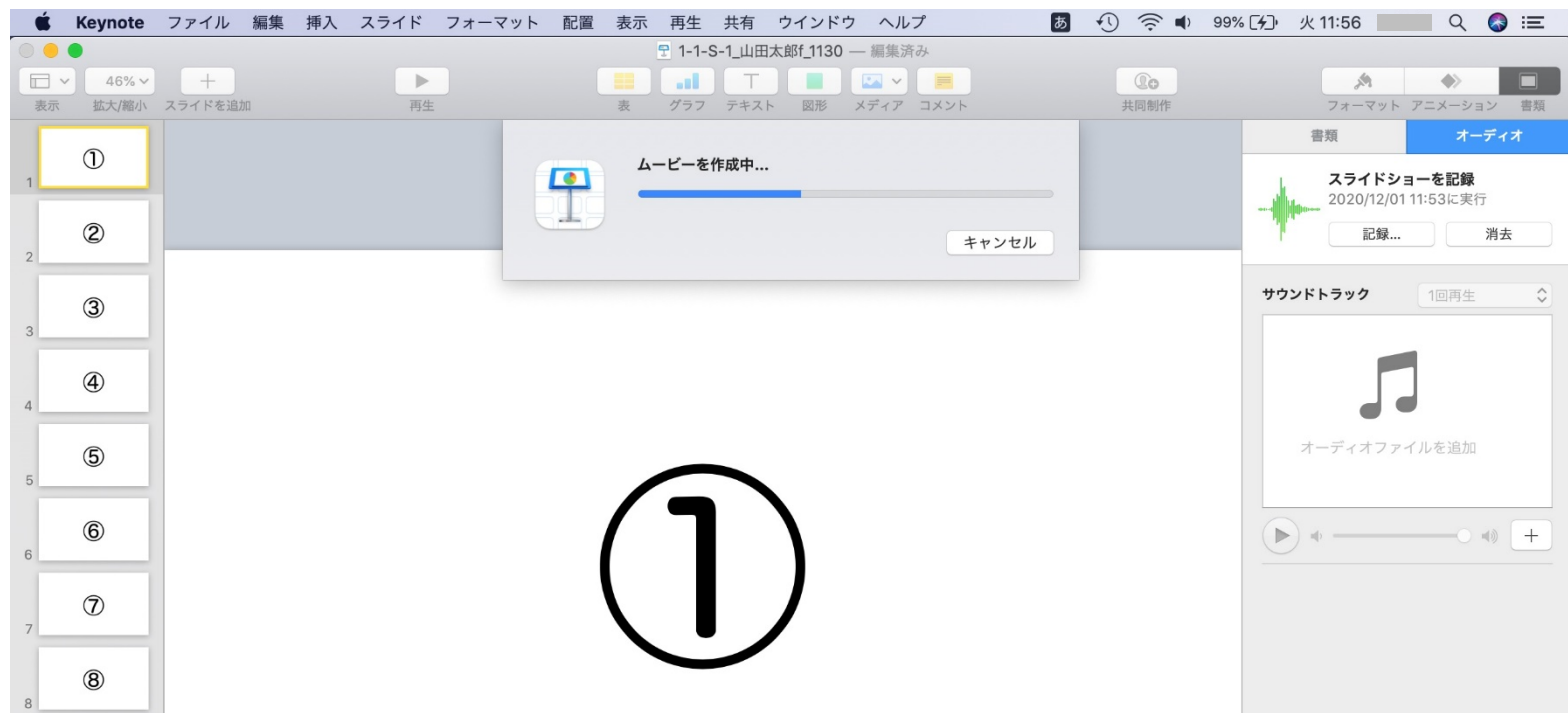 Keynote ファイル 編集 挿入 スライド フォーマット 配置 表示 再生 共有 ウインドウ ヘルプ あ 99% 火 11:56
1-1-S-1_山田太郎f_1130 — 編集済み
46%
表示 拡大/縮小 スライドを追加 再生 表 グラフ テキスト 図形 メディア コメント 共同制作 フォーマット アニメーション 書類
書類 オーディオ
ムービーを作成中...
キャンセル
スライドショーを記録
2020/12/01 11:53に実行
記録... 消去
サウンドトラック 1回再生
オーディオファイルを追加
①
1
②
2
③
3
④
4
⑤
5
⑥
6
⑦
7
⑧
8
①